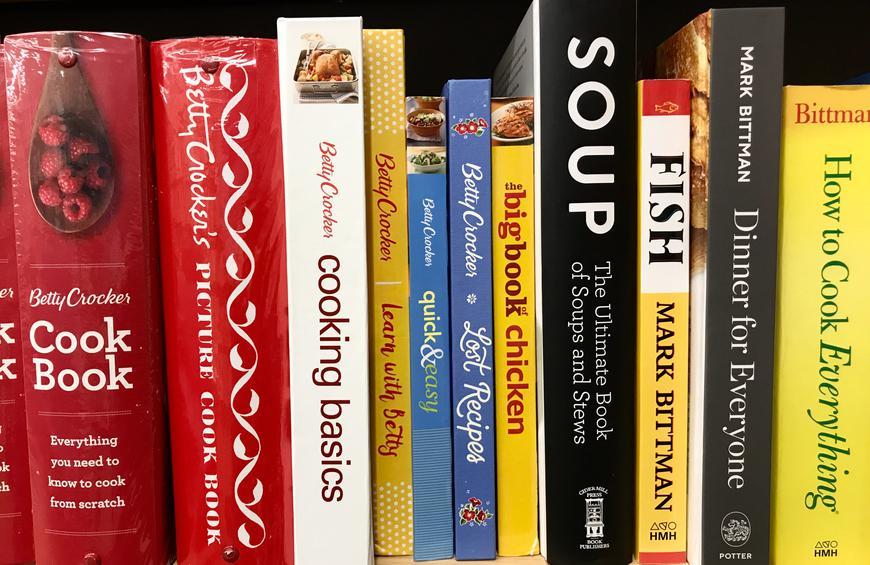 er
k
k
Betty Crocker
Cook
Book
Everything
you need to
know to cook
from scratch
Betty Crocker's PICTURE COOK BOOK
Betty Crocker cooking basics
Betty Crocker learn with Betty
Betty Crocker quick&easy
Betty Crocker Lost Recipes
the big book of chicken
SOUP
The Ultimate Book
of Soups and Stews
CIDER MILL
PRESS
BOOK
PUBLISHERS
FISH MARK BITTMAN
HMH
MARK BITTMAN Dinner for Everyone
POTTER
Bittman
How to Cook Everything
HMH